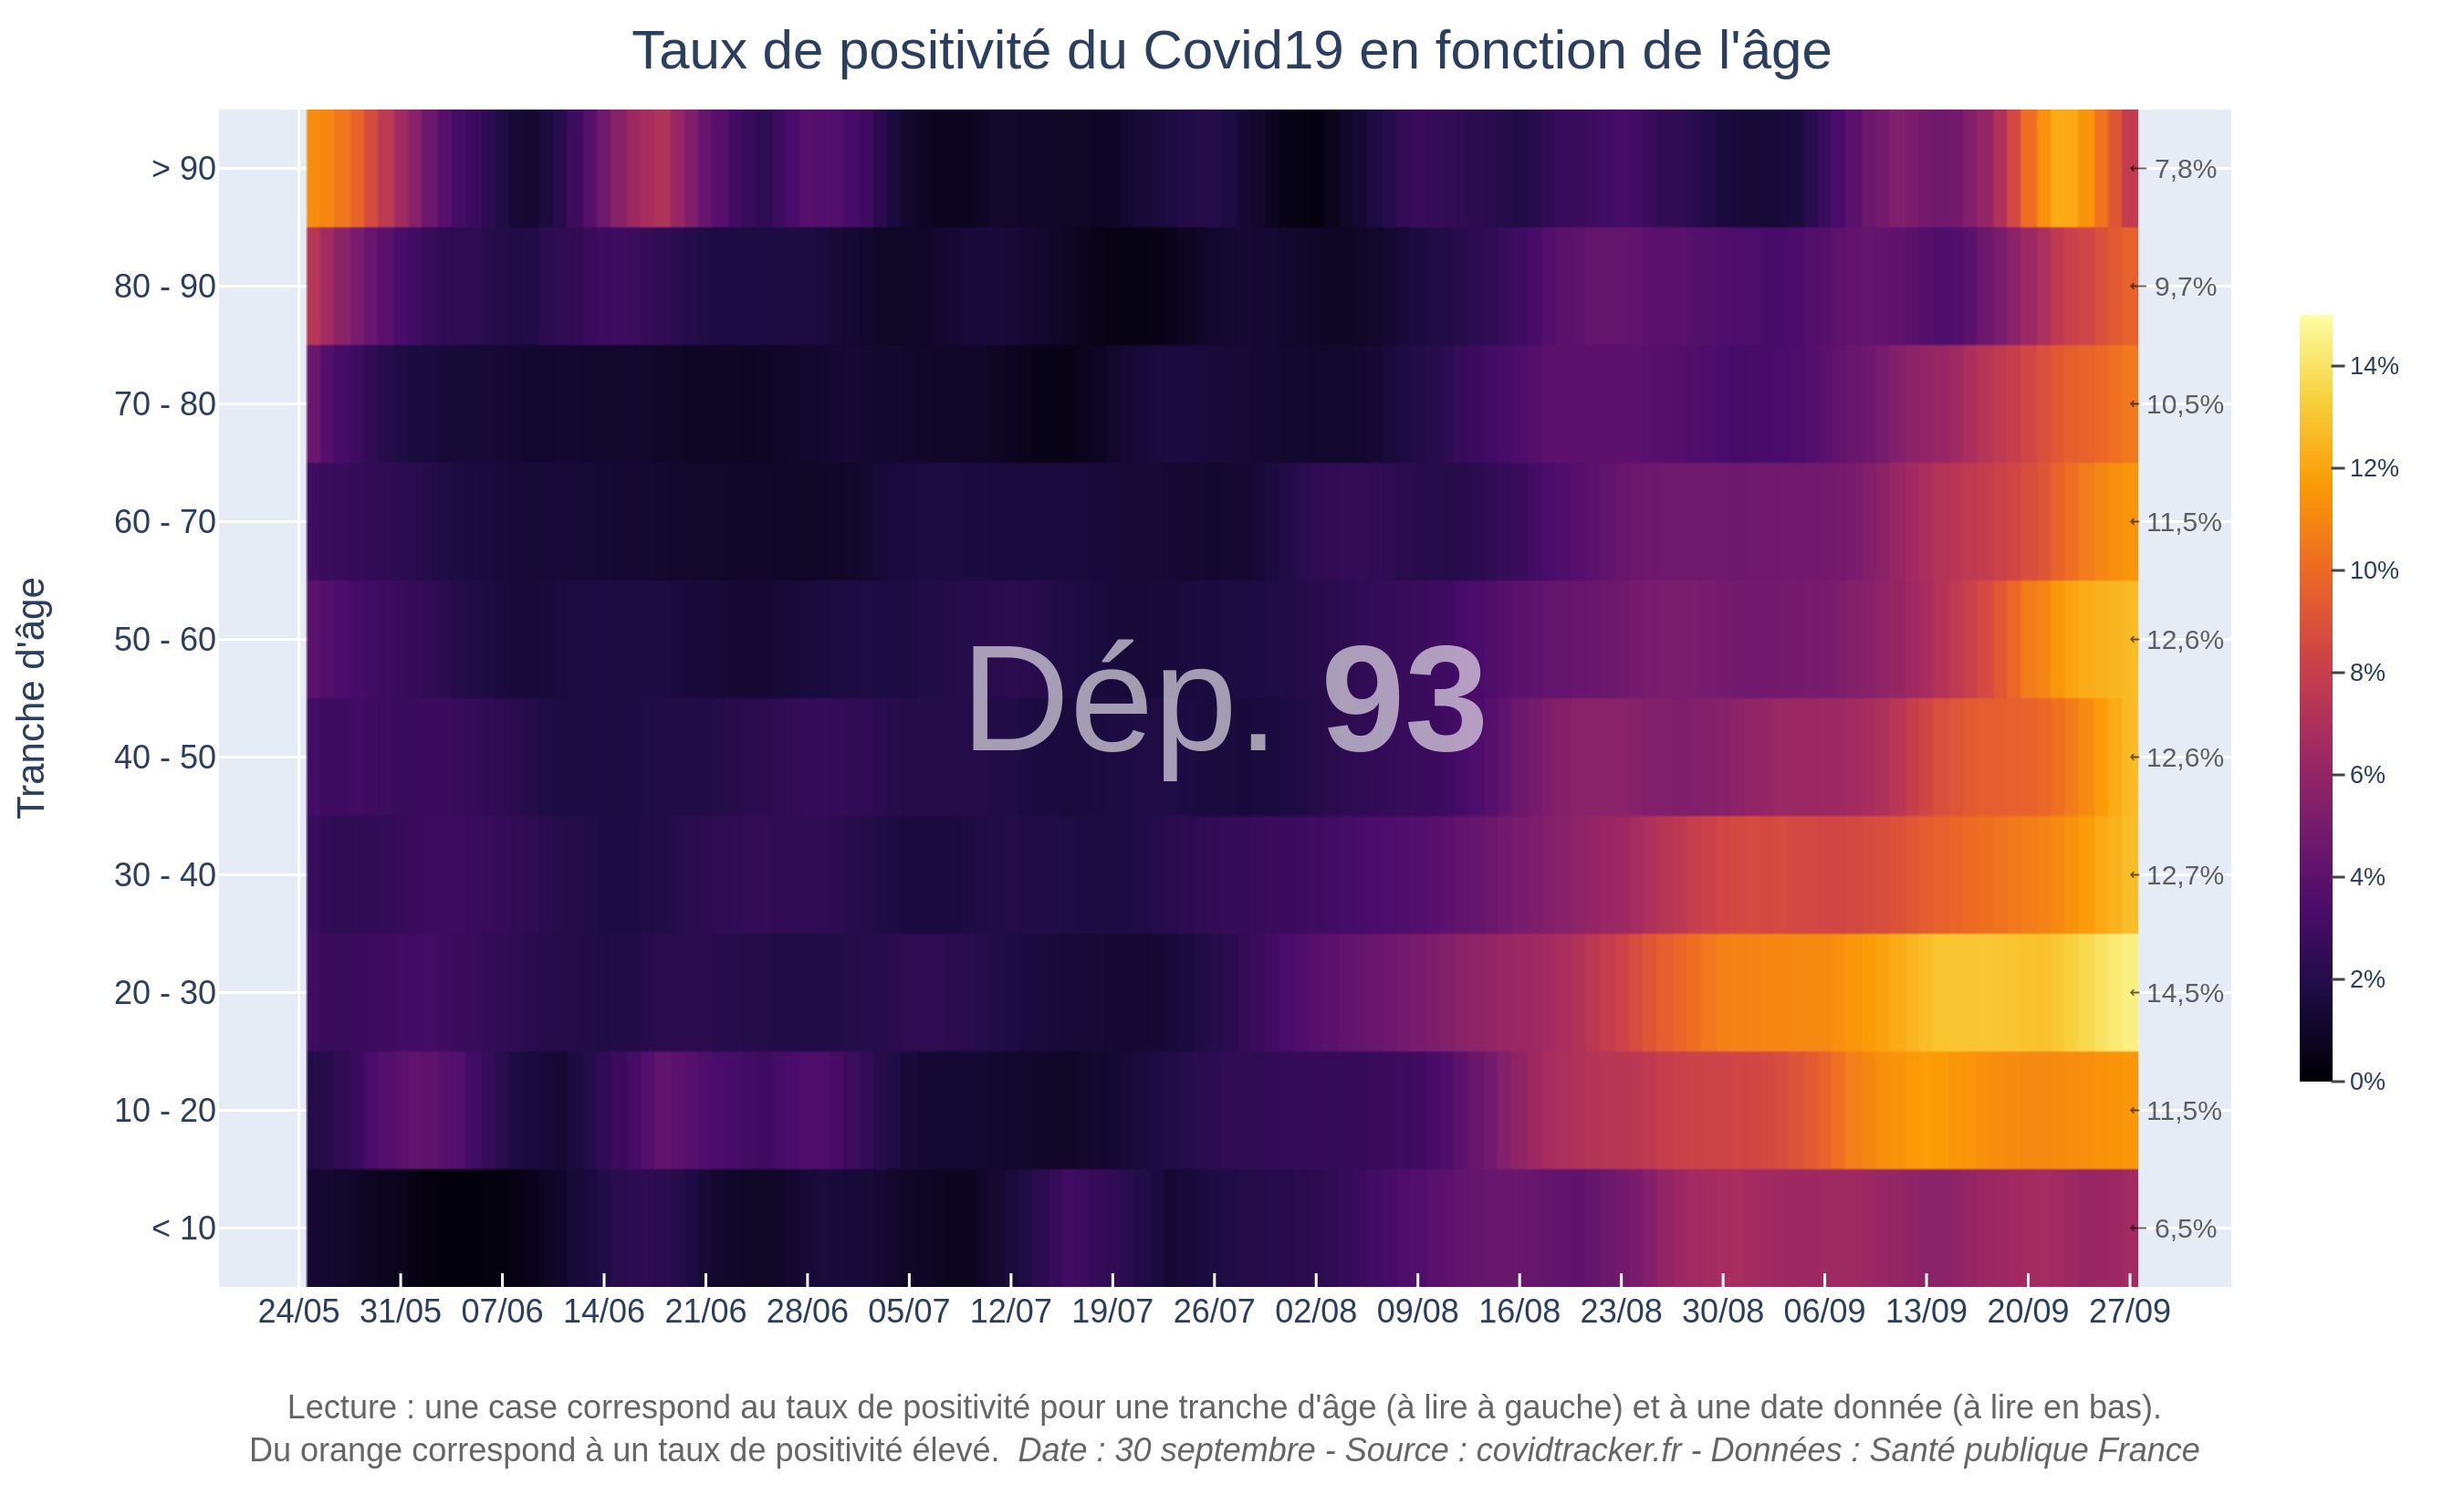 Taux de positivité du Covid19 en fonction de l'âge
Tranche d'âge
> 90
7,8%
80 - 90
9,7%
70 - 80
10,5%
60 - 70
11,5%
50 - 60
12,6%
40 - 50
12,6%
30 - 40
12,7%
20 - 30
14,5%
10 - 20
11,5%
< 10
6,5%
Dép. 93
14%
12%
10%
8%
6%
4%
2%
0%
24/05 31/05 07/06 14/06 21/06 28/06 05/07 12/07 19/07 26/07 02/08 09/08 16/08 23/08 30/08 06/09 13/09 20/09 27/09
Lecture : une case correspond au taux de positivité pour une tranche d'âge (à lire à gauche) et à une date donnée (à lire en bas).
Du orange correspond à un taux de positivité élevé. Date : 30 septembre - Source : covidtracker.fr - Données : Santé publique France